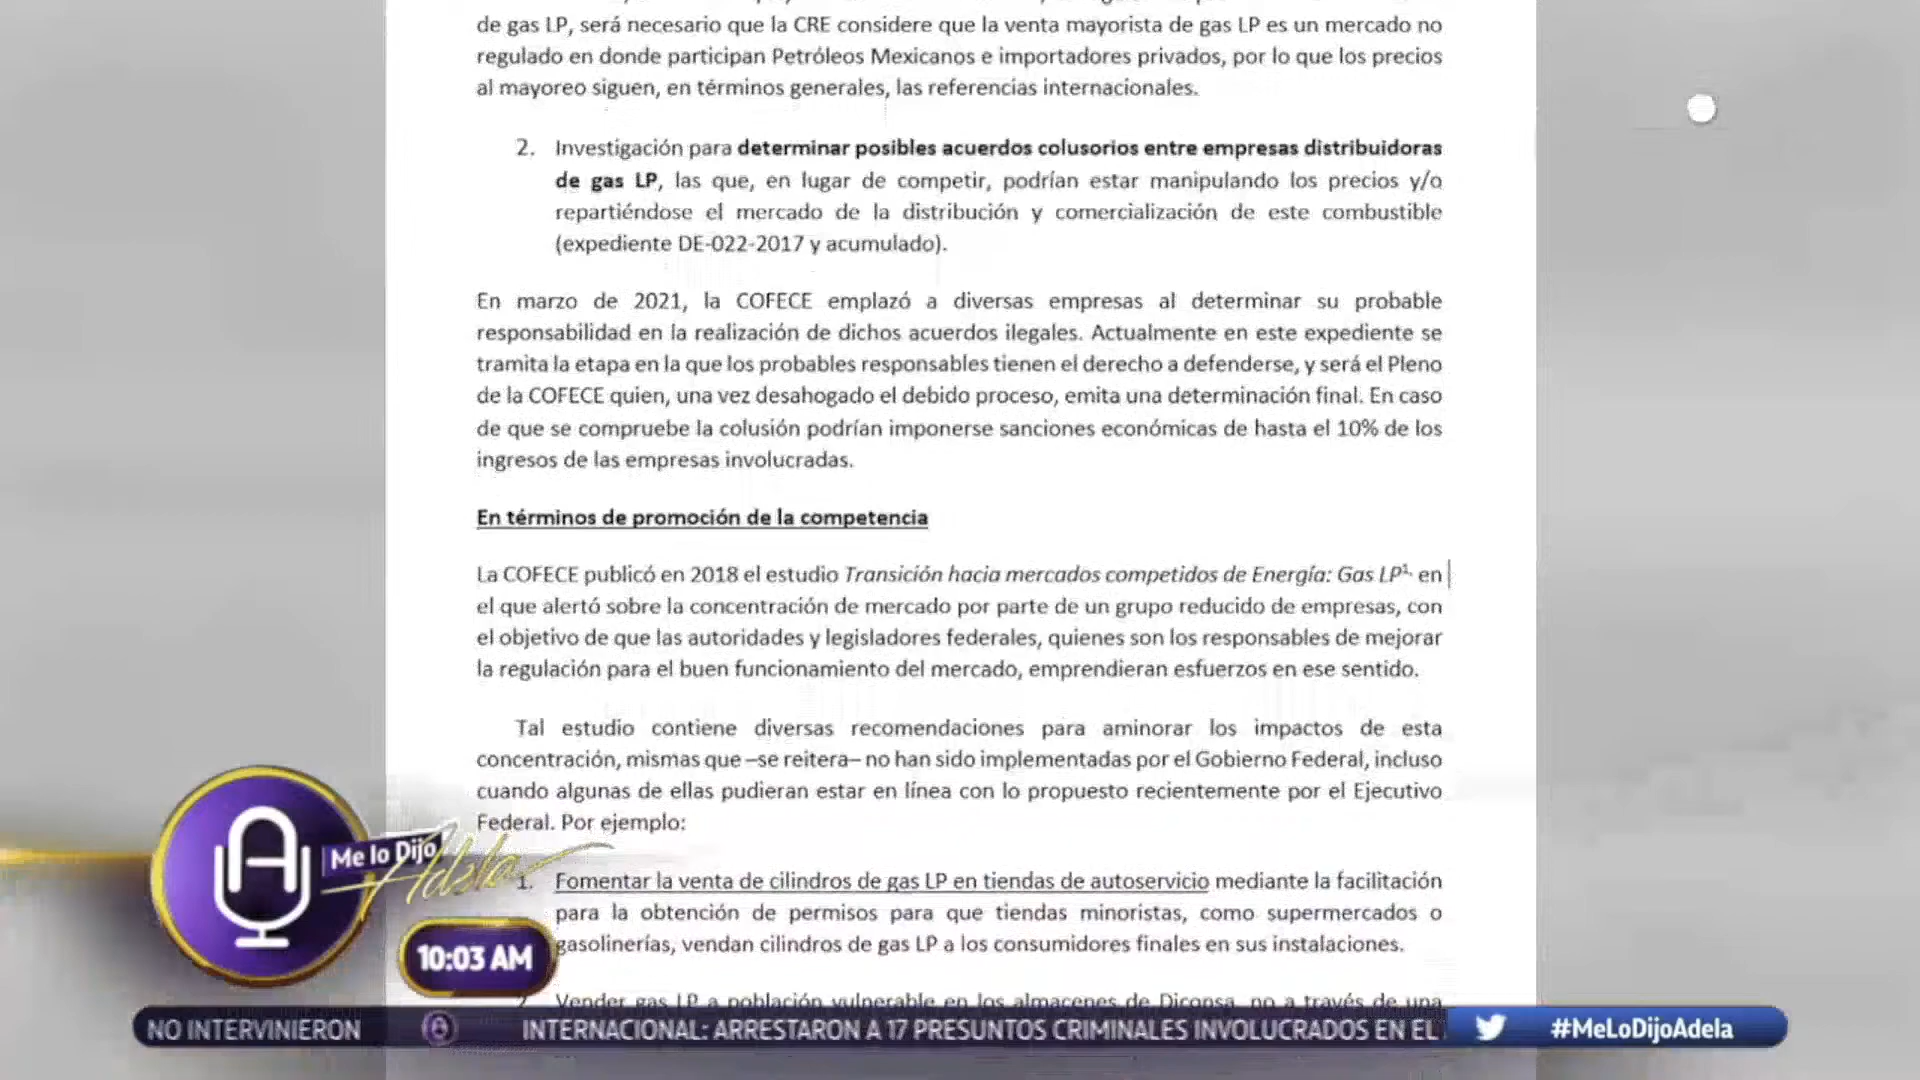 de gas LP, será necesario que la CRE considere que la venta mayorista de gas LP es un mercado no
regulado en donde participan Petróleos Mexicanos e importadores privados, por lo que los precios
al mayoreo siguen, en términos generales, las referencias internacionales.
2. Investigación para determinar posibles acuerdos colusorios entre empresas distribuidoras
de gas LP, las que, en lugar de competir, podrían estar manipulando los precios y/o
repartiéndose el mercado de la distribución y comercialización de este combustible
(expediente DE-022-2017 y acumulado).
En marzo de 2021, la COFECE emplazó a diversas empresas al determinar su probable
responsabilidad en la realización de dichos acuerdos ilegales. Actualmente en este expediente se
tramita la etapa en la que los probables responsables tienen el derecho a defenderse, y será el Pleno
de la COFECE quien, una vez desahogado el debido proceso, emita una determinación final. En caso
de que se compruebe la colusión podrían imponerse sanciones económicas de hasta el 10% de los
ingresos de las empresas involucradas.
En términos de promoción de la competencia
La COFECE publicó en 2018 el estudio Transición hacia mercados competidos de Energía: Gas LP¹, en
el que alertó sobre la concentración de mercado por parte de un grupo reducido de empresas, con
el objetivo de que las autoridades y legisladores federales, quienes son los responsables de mejorar
la regulación para el buen funcionamiento del mercado, emprendieran esfuerzos en ese sentido.
Tal estudio contiene diversas recomendaciones para aminorar los impactos de esta
concentración, mismas que –se reitera– no han sido implementadas por el Gobierno Federal, incluso
cuando algunas de ellas pudieran estar en línea con lo propuesto recientemente por el Ejecutivo
Federal. Por ejemplo:
1. Fomentar la venta de cilindros de gas LP en tiendas de autoservicio mediante la facilitación
para la obtención de permisos para que tiendas minoristas, como supermercados o
gasolinerías, vendan cilindros de gas LP a los consumidores finales en sus instalaciones.
2. Vender gas LP a población vulnerable en los almacenes de Diconsa, no a través de una
Me lo Dijo
Adela
10:03 AM
NO INTERVINIERON
INTERNACIONAL: ARRESTARON A 17 PRESUNTOS CRIMINALES INVOLUCRADOS EN EL
#MeLoDijoAdela